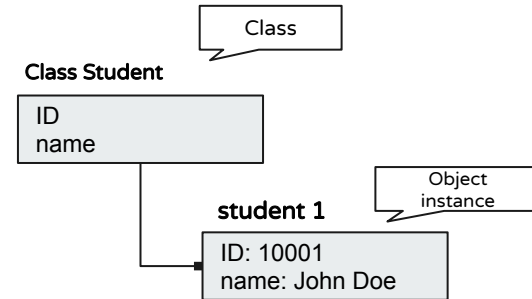 Class
Class Student
ID
name
Object
instance
student 1
ID: 10001
name: John Doe